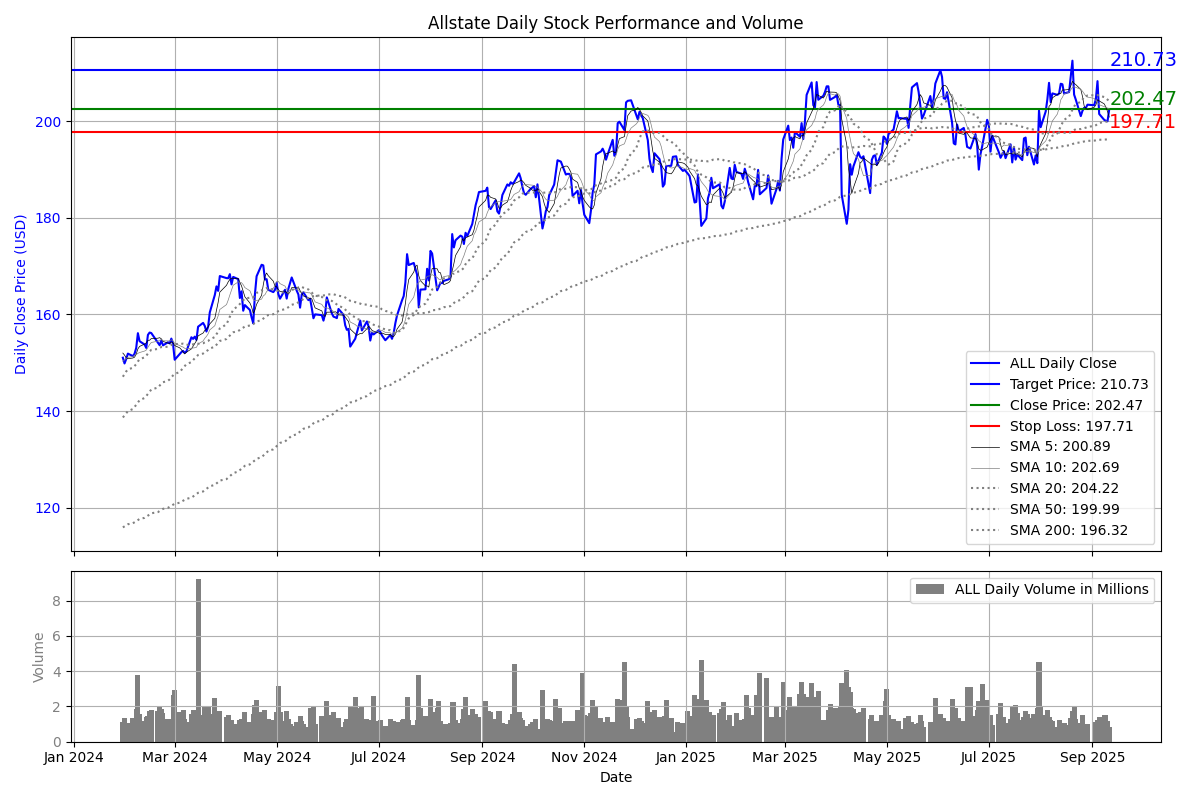 Allstate Daily Stock Performance and Volume
210.73
202.47
197.71
Daily Close Price (USD)
200
180
160
140
120
ALL Daily Close
Target Price: 210.73
Close Price: 202.47
Stop Loss: 197.71
SMA 5: 200.89
SMA 10: 202.69
SMA 20: 204.22
SMA 50: 199.99
SMA 200: 196.32
Volume
8
6
4
2
0
ALL Daily Volume in Millions
Jan 2024 Mar 2024 May 2024 Jul 2024 Sep 2024 Nov 2024 Jan 2025 Mar 2025 May 2025 Jul 2025 Sep 2025
Date